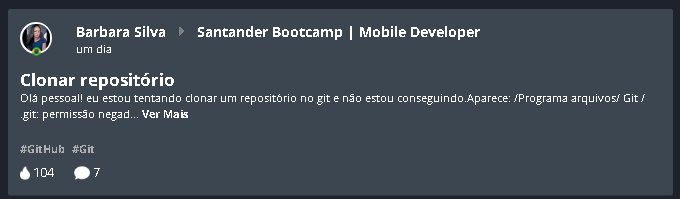 Barbara Silva Santander Bootcamp | Mobile Developer
um dia
Clonar repositório
Olá pessoal! eu estou tentando clonar um repositório no git e não estou conseguindo.Aparece: /Programa arquivos/ Git /
.git: permissão negad... Ver Mais
#GitHub #Git
104 7